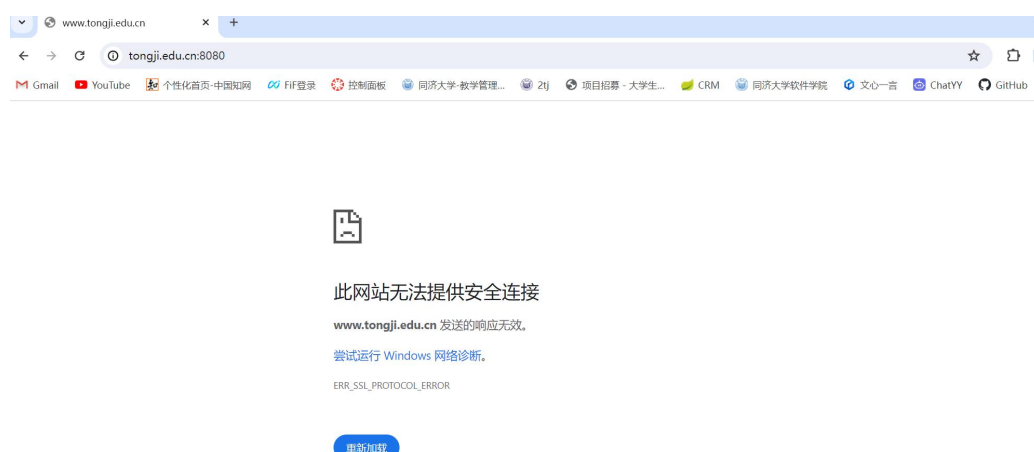 www.tongji.edu.cn
tongji.edu.cn:8080
Gmail YouTube 个性化首页-中国知网 FiF登录 控制面板 同济大学-教学管理... 2tj 项目招募 - 大学生... CRM 同济大学软件学院 文心一言 ChatYY GitHub
此网站无法提供安全连接
www.tongji.edu.cn 发送的响应无效。
尝试运行 Windows 网络诊断。
ERR_SSL_PROTOCOL_ERROR
重新加载